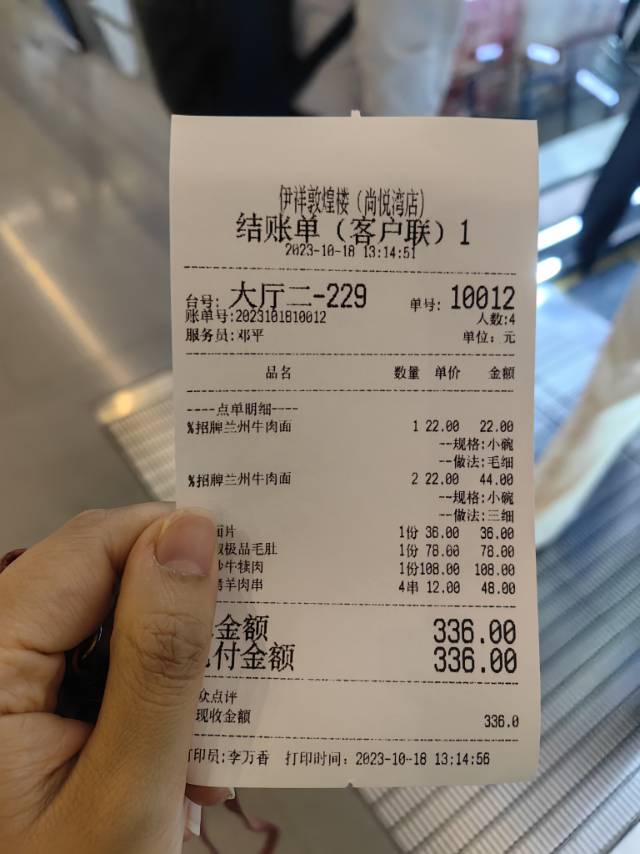 伊祥敦煌楼（尚悦湾店）
结账单（客户联）1
2023-10-18 13:14:51
台号: 大厅二-229 单号: 10012
账单号:2023101810012 人数:4
服务员:邓平 单位: 元
品名 数量 单价 金额
----点单明细----
%招牌兰州牛肉面 1 22.00 22.00
--规格:小碗
--做法:毛细
%招牌兰州牛肉面 2 22.00 44.00
--规格:小碗
--做法:三细
面片 1份 36.00 36.00
极品毛肚 1份 78.00 78.00
牛犊肉 1份108.00 108.00
羊肉串 4串 12.00 48.00
金额 336.00
付金额 336.00
众点评
现收金额 336.0
印员:李万香 打印时间: 2023-10-18 13:14:56